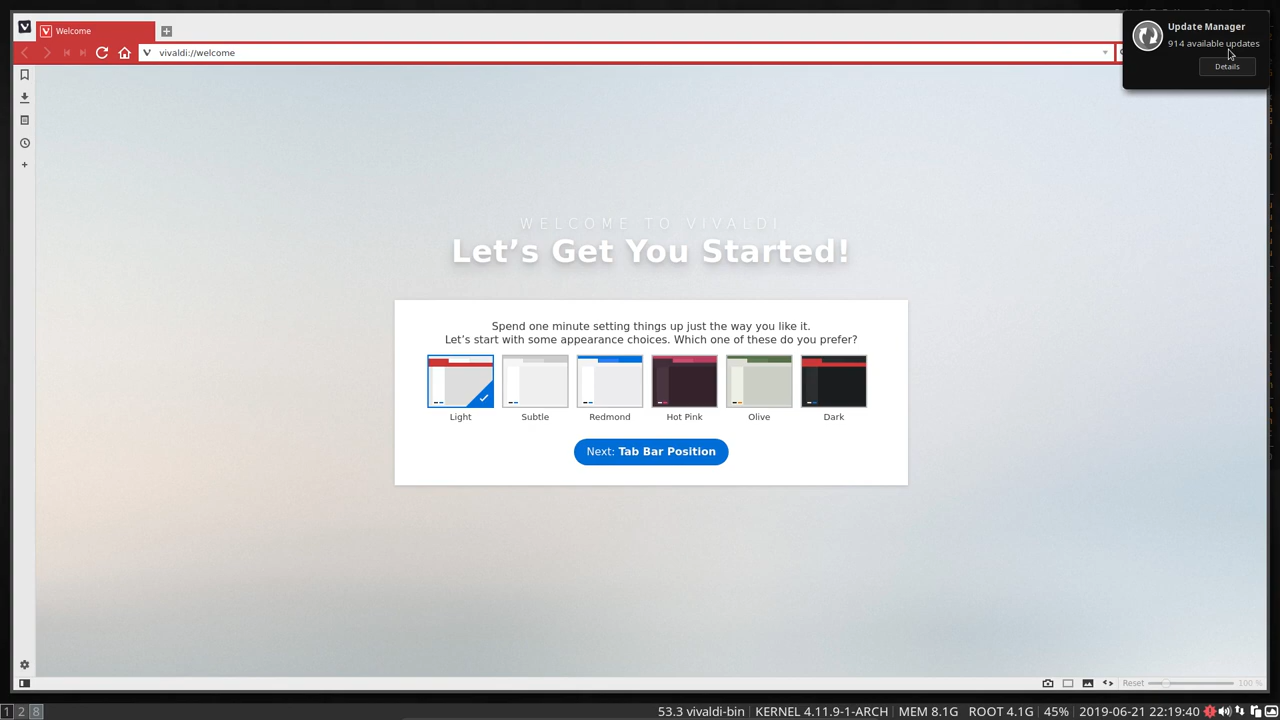 Welcome
vivaldi://welcome
Update Manager
914 available updates
Details
WELCOME TO VIVALDI
Let’s Get You Started!
Spend one minute setting things up just the way you like it.
Let’s start with some appearance choices. Which one of these do you prefer?
Light Subtle Redmond Hot Pink Olive Dark
Next: Tab Bar Position
Reset 100 %
1 2 8 53.3 vivaldi-bin KERNEL 4.11.9-1-ARCH MEM 8.1G ROOT 4.1G 45% 2019-06-21 22:19:40